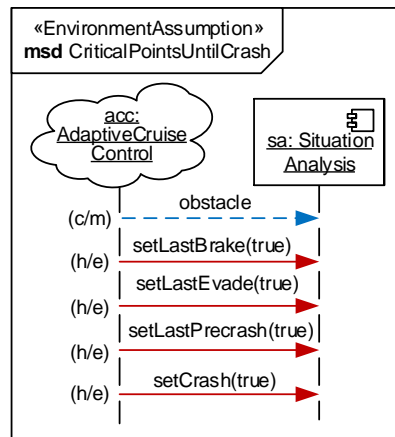 «EnvironmentAssumption»
msd CriticalPointsUntilCrash
acc:
AdaptiveCruise
Control
sa: Situation
Analysis
obstacle
(c/m)
setLastBrake(true)
(h/e)
setLastEvade(true)
(h/e)
setLastPrecrash(true)
(h/e)
setCrash(true)
(h/e)